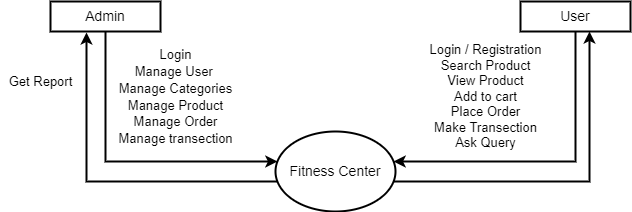 Admin
User
Get Report
Login
Manage User
Manage Categories
Manage Product
Manage Order
Manage transection
Login / Registration
Search Product
View Product
Add to cart
Place Order
Make Transection
Ask Query
Fitness Center